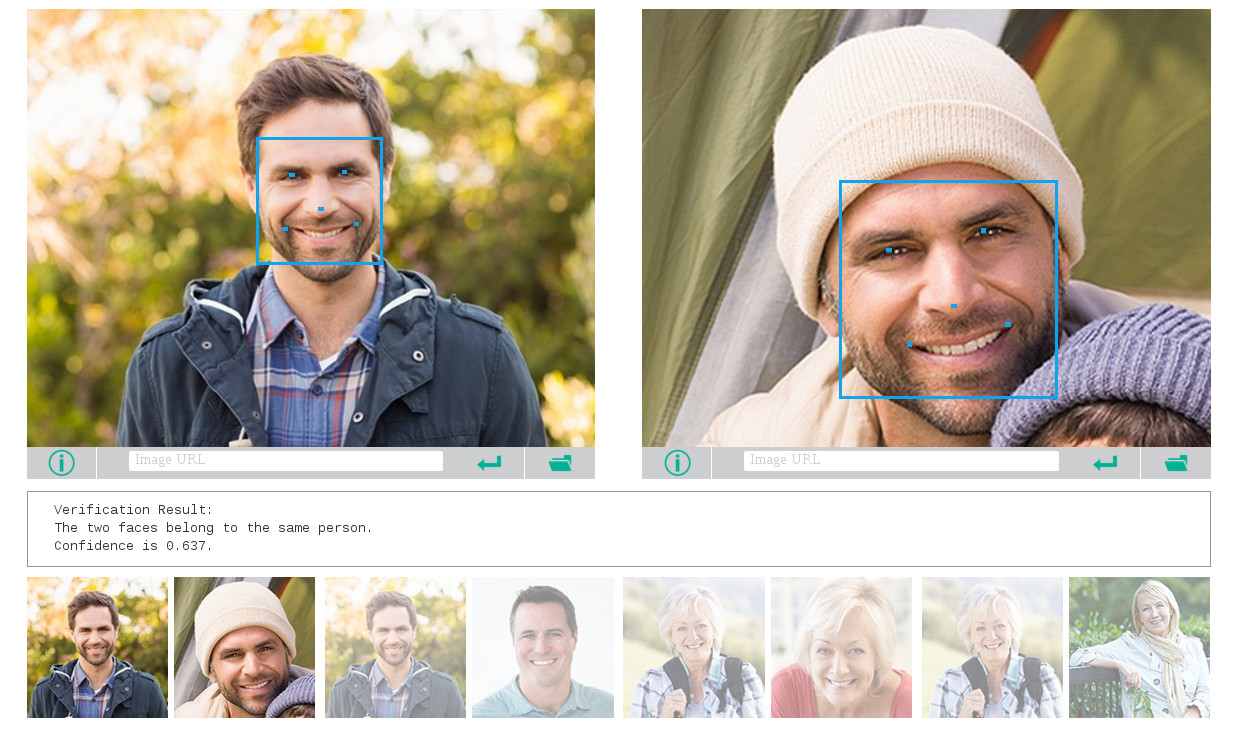 Image URL
Image URL
Verification Result:
The two faces belong to the same person.
Confidence is 0.637.